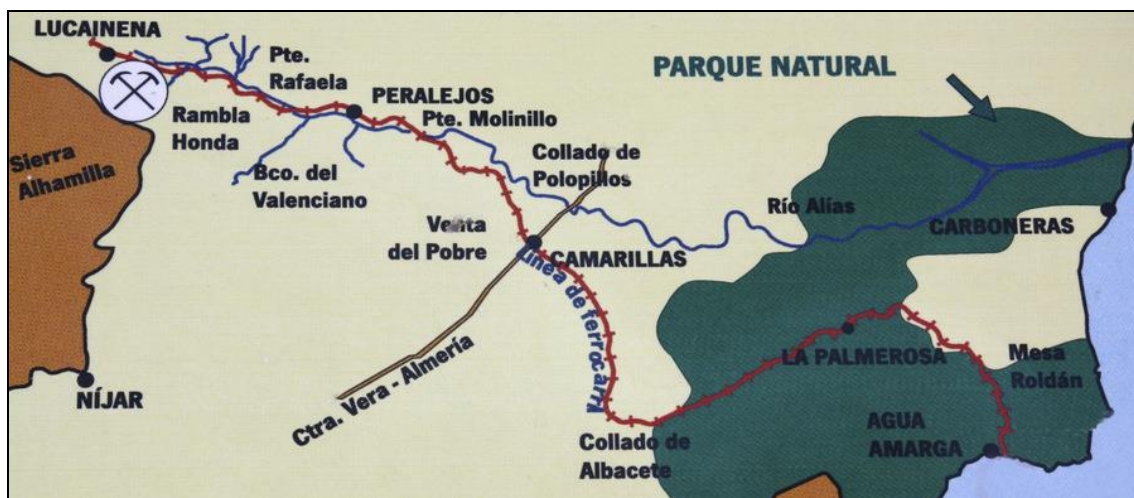 LUCAINENA
Pte.
Rafaela
PARQUE NATURAL
PERALEJOS
Rambla
Honda
Pte. Molinillo
Sierra
Alhamilla
Collado de
Polopillos
Bco. del
Valenciano
Río Alías
Venta
del Pobre
CARBONERAS
CAMARILLAS
Línea de ferrocarril
LA PALMEROSA
Mesa
Roldán
NÍJAR
Ctra. Vera - Almería
AGUA
AMARGA
Collado de
Albacete